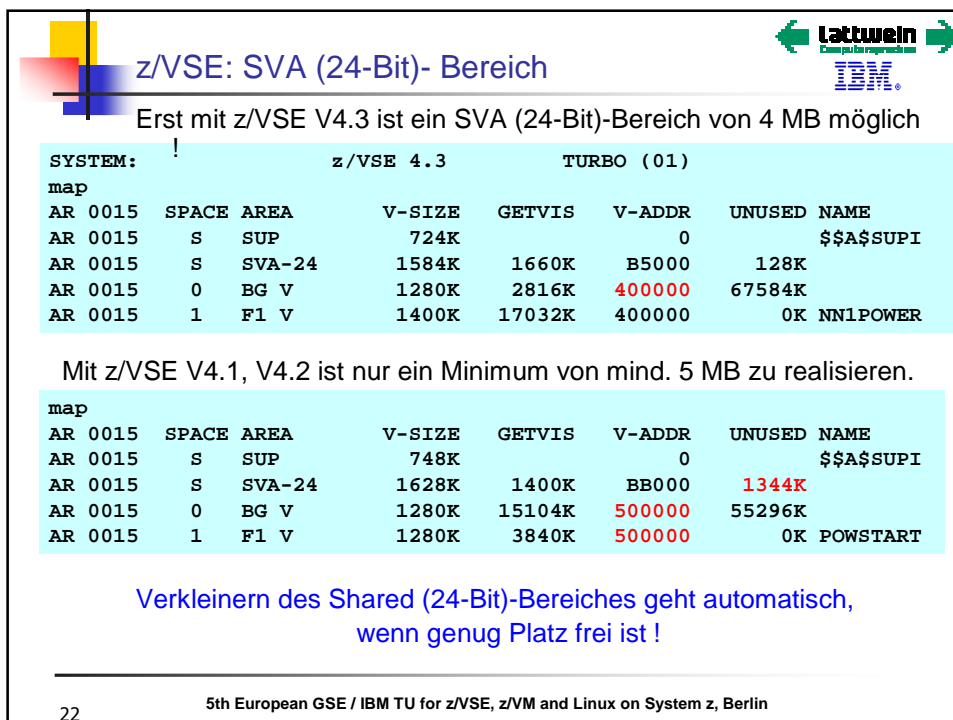 Lattwein
z/VSE: SVA (24-Bit)- Bereich
IBM®
Erst mit z/VSE V4.3 ist ein SVA (24-Bit)-Bereich von 4 MB möglich
!
SYSTEM: z/VSE 4.3 TURBO (01)
map
AR 0015 SPACE AREA V-SIZE GETVIS V-ADDR UNUSED NAME
AR 0015 S SUP 724K 0 $$A$SUPI
AR 0015 S SVA-24 1584K 1660K B5000 128K
AR 0015 0 BG V 1280K 2816K 400000 67584K
AR 0015 1 F1 V 1400K 17032K 400000 0K NN1POWER
Mit z/VSE V4.1, V4.2 ist nur ein Minimum von mind. 5 MB zu realisieren.
map
AR 0015 SPACE AREA V-SIZE GETVIS V-ADDR UNUSED NAME
AR 0015 S SUP 748K 0 $$A$SUPI
AR 0015 S SVA-24 1628K 1400K BB000 1344K
AR 0015 0 BG V 1280K 15104K 500000 55296K
AR 0015 1 F1 V 1280K 3840K 500000 0K POWSTART
Verkleinern des Shared (24-Bit)-Bereiches geht automatisch,
wenn genug Platz frei ist !
22
5th European GSE / IBM TU for z/VSE, z/VM and Linux on System z, Berlin